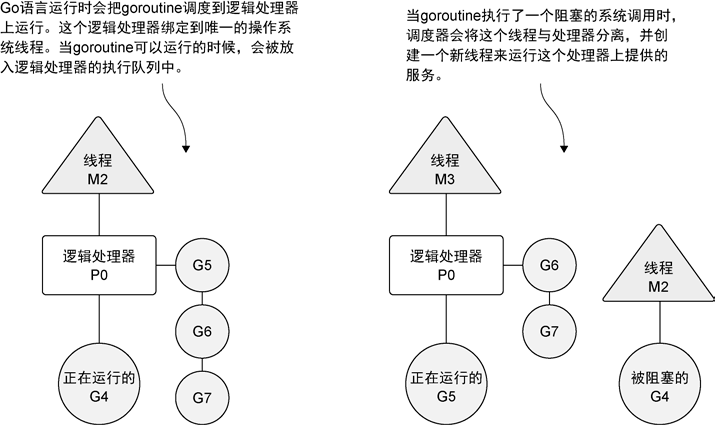 Go语言运行时会把goroutine调度到逻辑处理器
上运行。这个逻辑处理器绑定到唯一的操作系
统线程。当goroutine可以运行的时候，会被放
入逻辑处理器的执行队列中。
线程
M2
逻辑处理器
P0
G5
G6
G7
正在运行的
G4
当goroutine执行了一个阻塞的系统调用时，
调度器会将这个线程与处理器分离，并创
建一个新线程来运行这个处理器上提供的
服务。
线程
M3
逻辑处理器
P0
G6
G7
正在运行的
G5
线程
M2
被阻塞的
G4